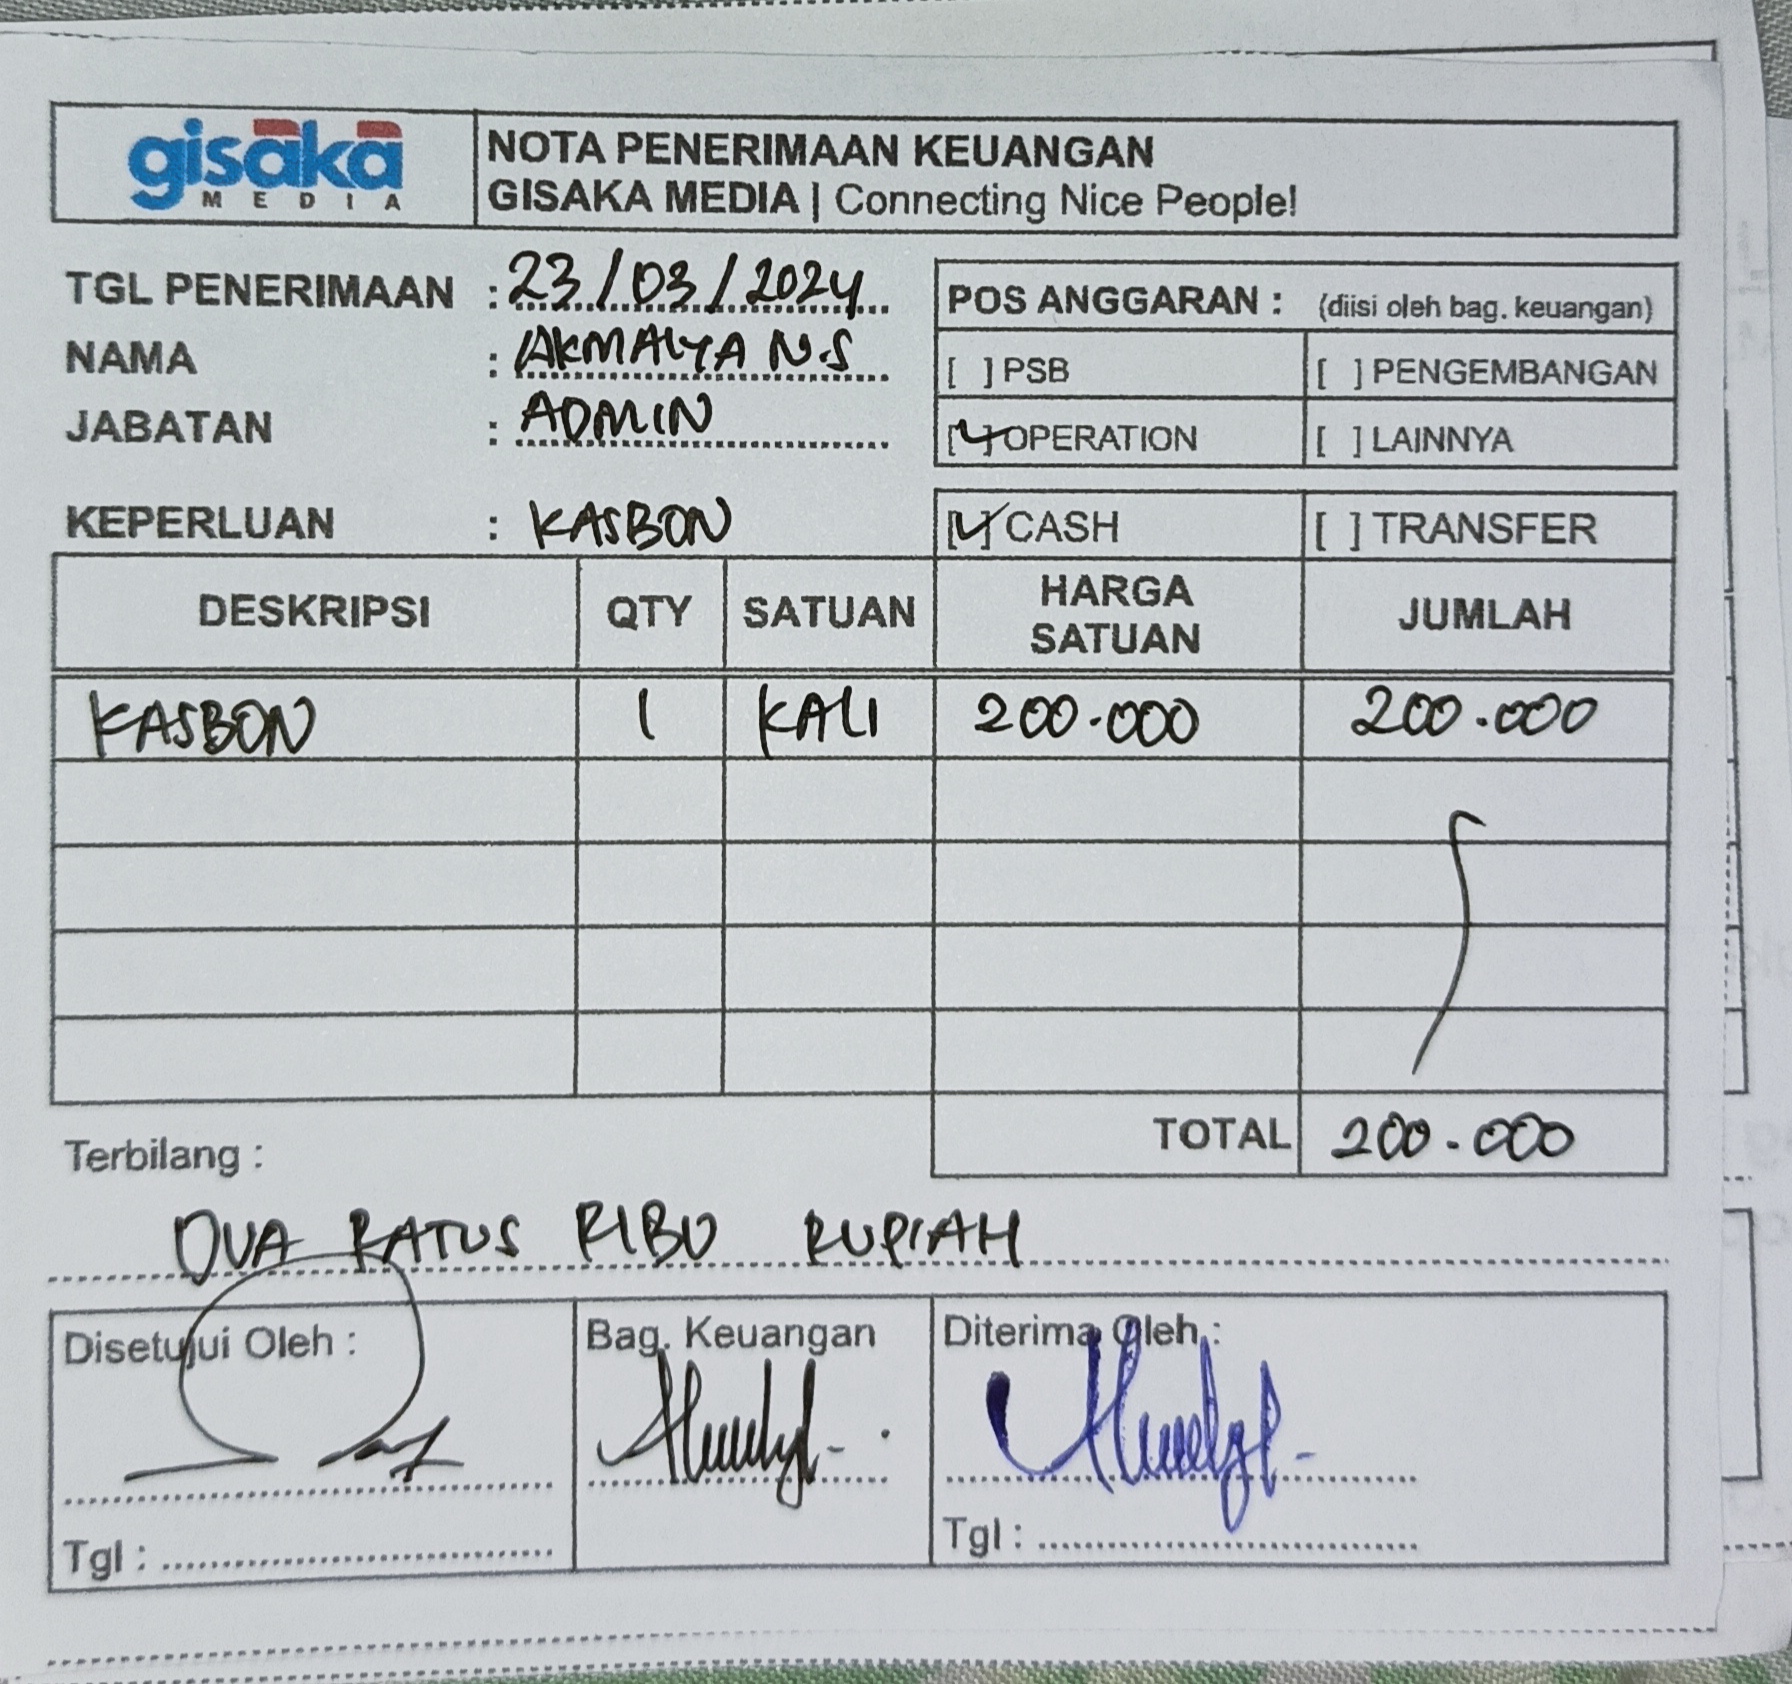 gisaka
MEDIA
NOTA PENERIMAAN KEUANGAN
GISAKA MEDIA | Connecting Nice People!
TGL PENERIMAAN : 23/03/2024
NAMA : AKMALYA N.S
JABATAN : ADMIN
POS ANGGARAN : (diisi oleh bag. keuangan)
[ ] PSB [ ] PENGEMBANGAN
[✓] OPERATION [ ] LAINNYA
KEPERLUAN : KASBON [✓] CASH [ ] TRANSFER
DESKRIPSI QTY SATUAN HARGA SATUAN JUMLAH
KASBON 1 KALI 200.000 200.000
TOTAL 200.000
Terbilang :
DUA RATUS RIBU RUPIAH
Disetujui Oleh : Bag. Keuangan Diterima Oleh :
Tgl : Tgl :